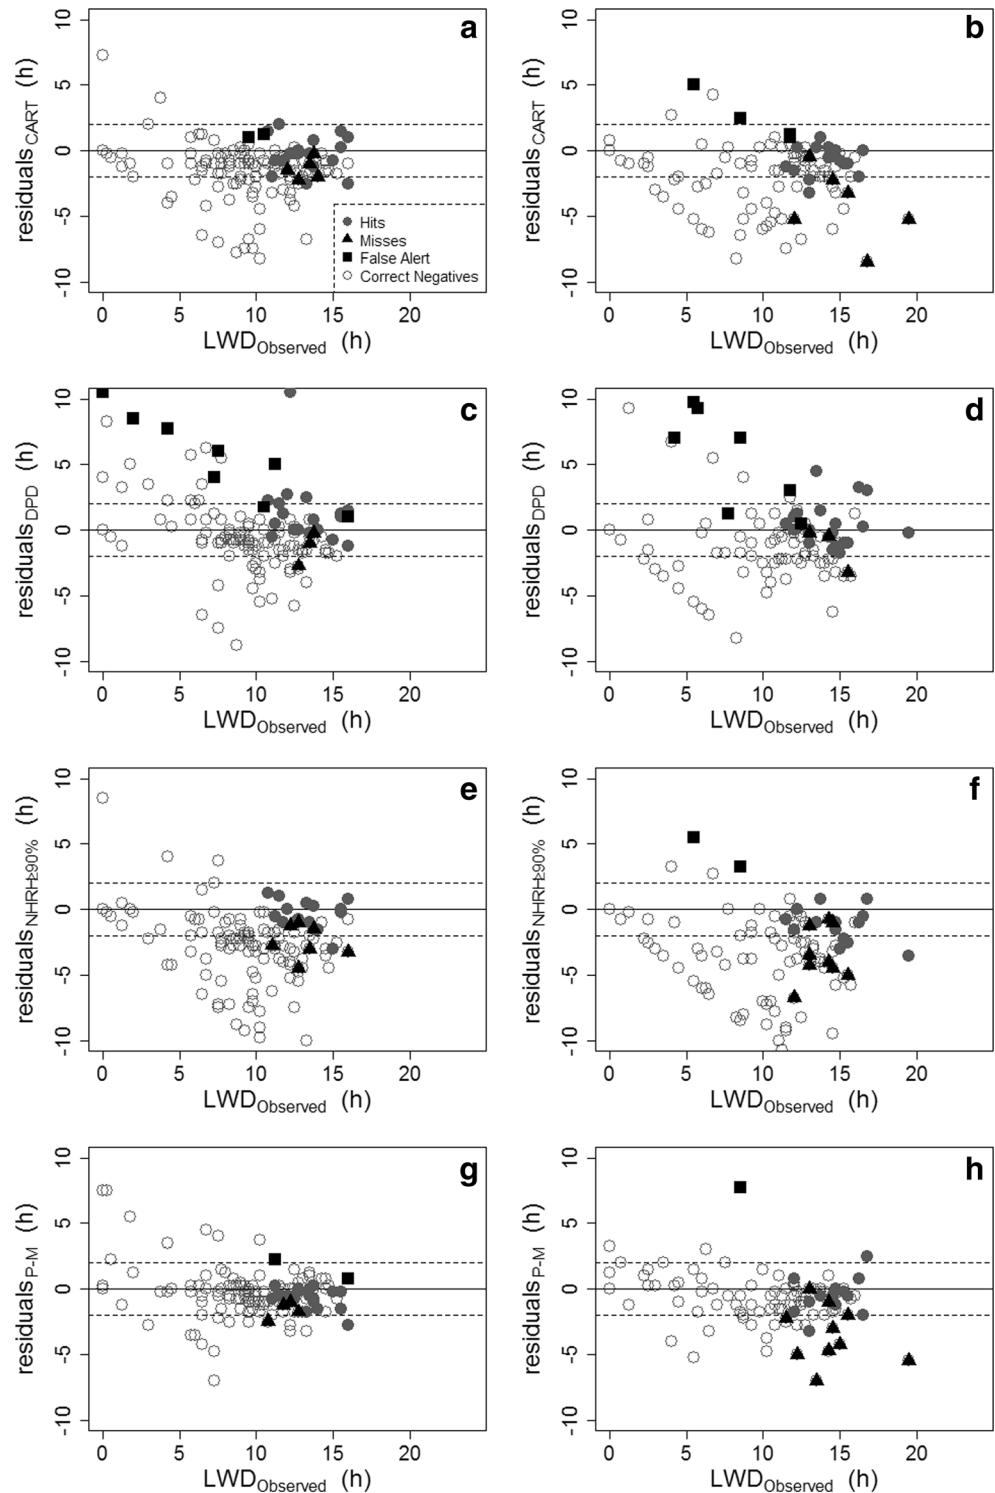 a
10
5
0
-5
-10
residualsCART (h)
Hits
Misses
False Alert
Correct Negatives
0 5 10 15 20
LWDObserved (h)
b
10
5
0
-5
-10
residualsCART (h)
0 5 10 15 20
LWDObserved (h)
c
10
5
0
-5
-10
residualsDPD (h)
0 5 10 15 20
LWDObserved (h)
d
10
5
0
-5
-10
residualsDPD (h)
0 5 10 15 20
LWDObserved (h)
e
10
5
0
-5
-10
residualsNHRH≥90% (h)
0 5 10 15 20
LWDObserved (h)
f
10
5
0
-5
-10
residualsNHRH≥90% (h)
0 5 10 15 20
LWDObserved (h)
g
10
5
0
-5
-10
residualsP-M (h)
0 5 10 15 20
LWDObserved (h)
h
10
5
0
-5
-10
residualsP-M (h)
0 5 10 15 20
LWDObserved (h)